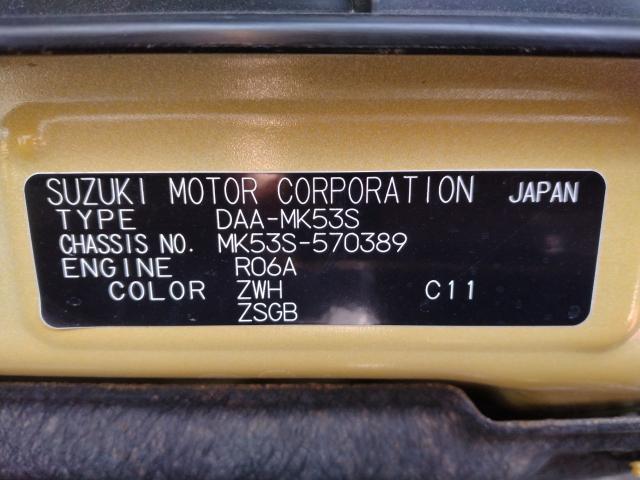 SUZUKI MOTOR CORPORATION JAPAN
TYPE DAA-MK53S
CHASSIS NO. MK53S-570389
ENGINE R06A
COLOR ZWH C11
ZSGB